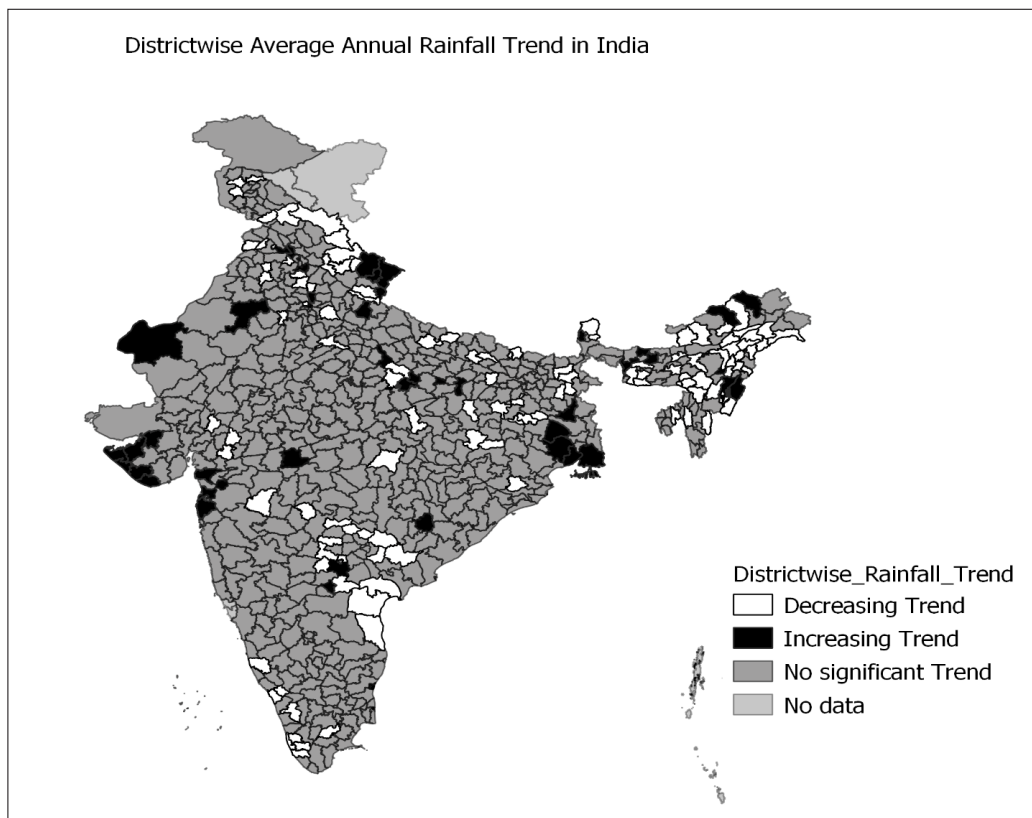 Districtwise Average Annual Rainfall Trend in India
Districtwise_Rainfall_Trend
Decreasing Trend
Increasing Trend
No significant Trend
No data